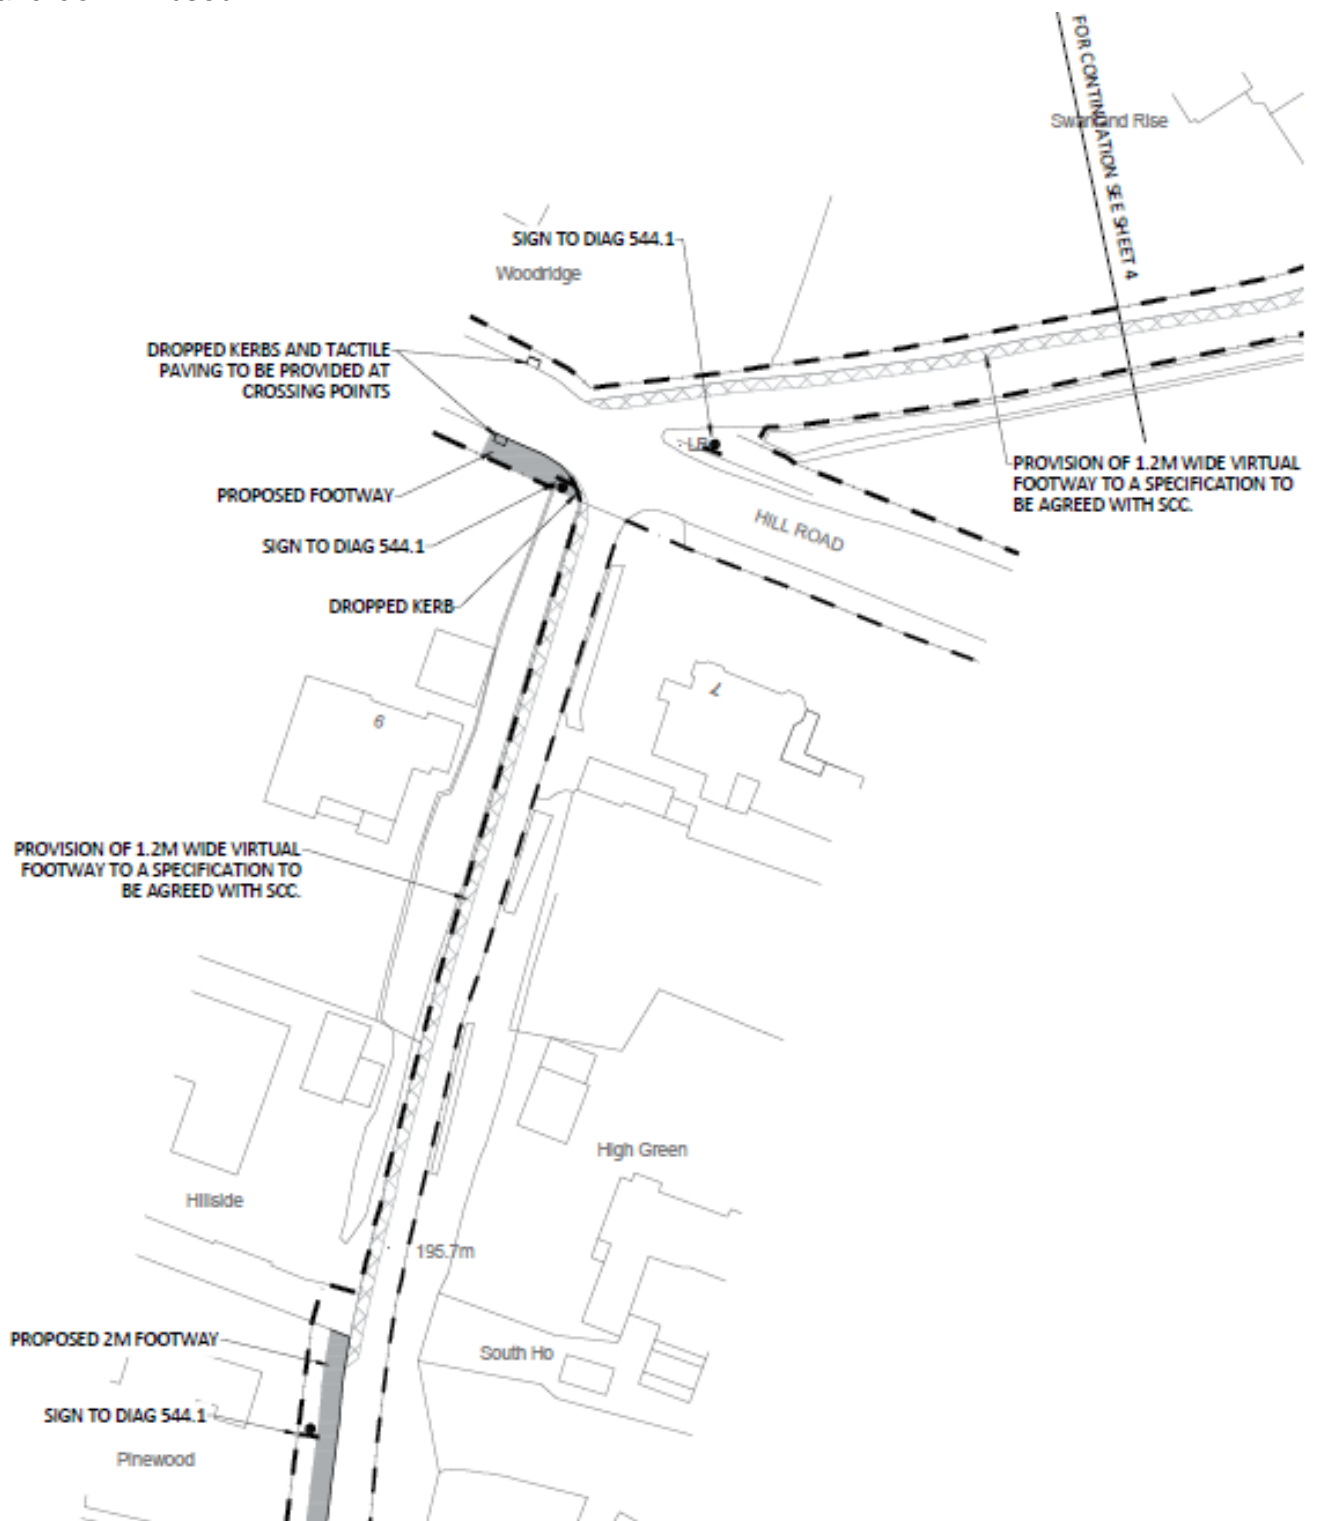 FOR CONTINUATION SEE SHEET 4
Swanland Rise
SIGN TO DIAG 544.1
Woodridge
DROPPED KERBS AND TACTILE
PAVING TO BE PROVIDED AT
CROSSING POINTS
LB
PROVISION OF 1.2M WIDE VIRTUAL
FOOTWAY TO A SPECIFICATION TO
BE AGREED WITH SCC.
PROPOSED FOOTWAY
HILL ROAD
SIGN TO DIAG 544.1
DROPPED KERB
7
9
PROVISION OF 1.2M WIDE VIRTUAL
FOOTWAY TO A SPECIFICATION TO
BE AGREED WITH SCC.
High Green
Hillside
195.7m
PROPOSED 2M FOOTWAY
South Ho
SIGN TO DIAG 544.1
Pinewood